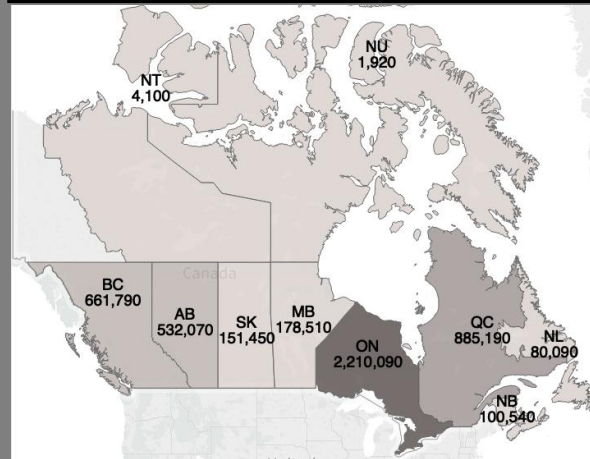 NU
1,920
NT
4,100
Canada
BC
661,790
AB
532,070
SK
151,450
MB
178,510
ON
2,210,090
QC
885,190
NL
80,090
NB
100,540